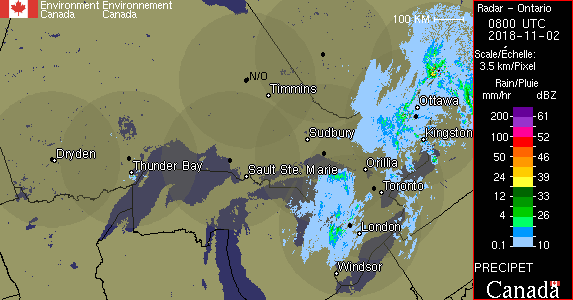 Environment Environnement
Canada Canada
100 KM
N/O
Timmins
Ottawa
Sudbury
Kingston
Dryden
Thunder Bay
Sault Ste. Marie
Orillia
Toronto
London
Windsor
Radar - Ontario
0800 UTC
2018-11-02
Scale/Échelle:
3.5 km/Pixel
Rain/Pluie
mm/hr dBZ
200 61
100 52
50 46
24 39
12 33
4 26
0.1 10
PRECIPET
Canada